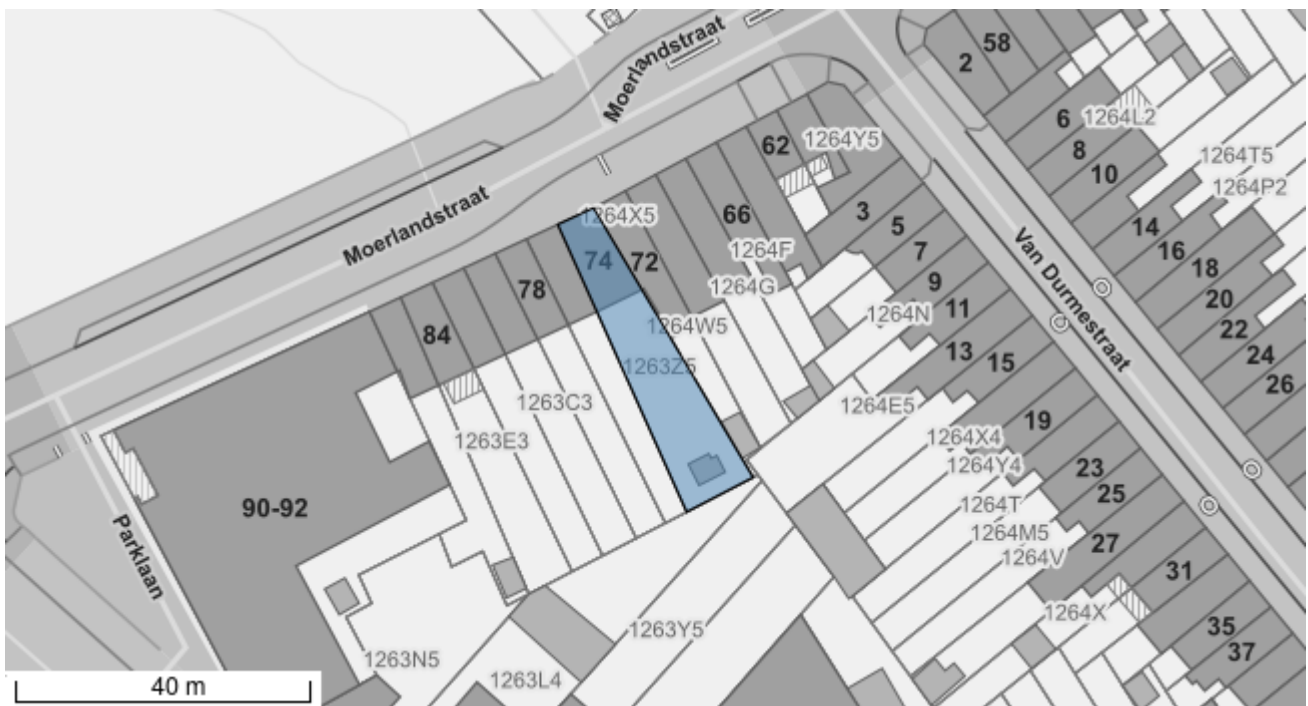 Moerlandstraat
58
2
6
1264L2
8
62
1264Y5
10
1264T5
1264P2
Moerlandstraat
1264X5
66
3
5
14
16
1264F
7
74
72
18
78
1264G
9
20
Van Durmestraat
1264N
11
22
84
1264W5
13
15
24
1263Z5
26
1263C3
1264E5
19
1263E3
1264X4
1264Y4
23
25
90-92
1264T
1264M5
27
Parklaan
1264V
31
1264X
35
1263Y5
37
1263N5
1263L4
40 m